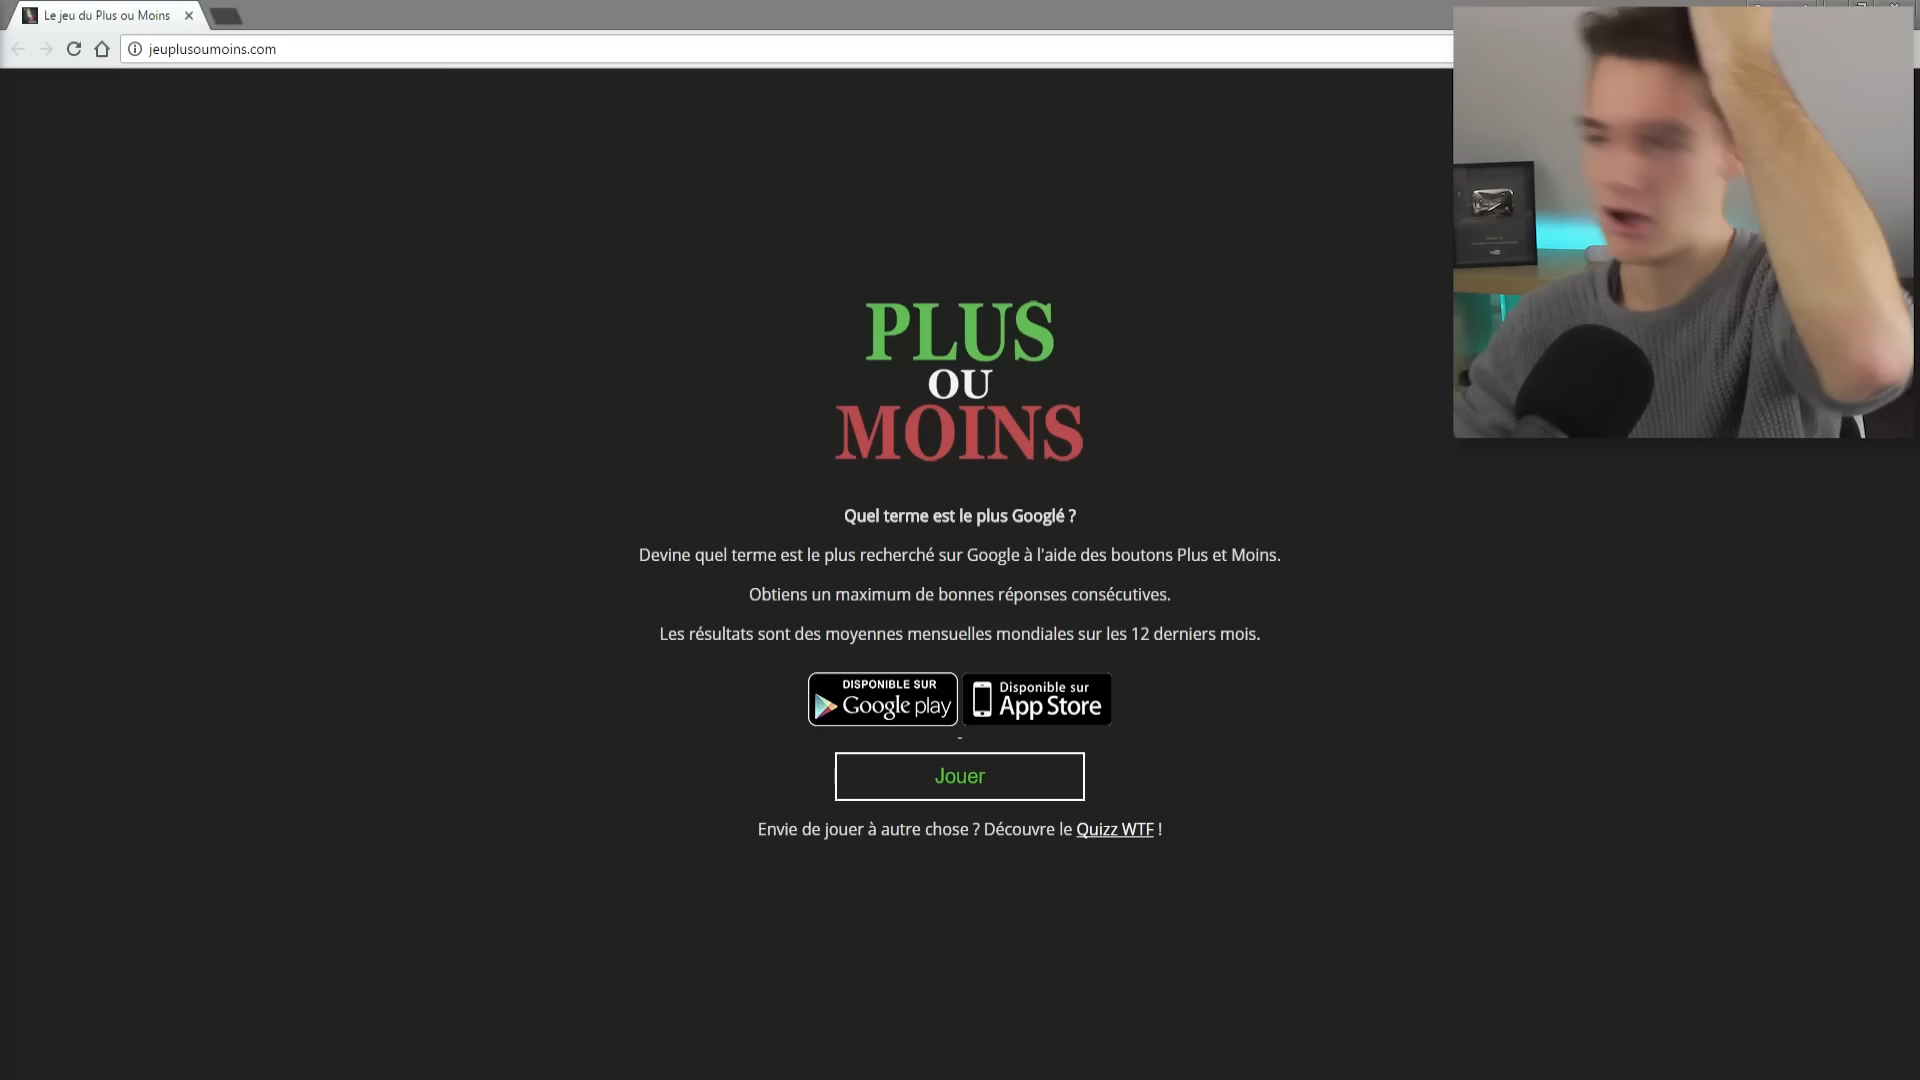 Le jeu du Plus ou Moins
jeuplusoumoins.com
PLUS
OU
MOINS
Quel terme est le plus Googlé ?
Devine quel terme est le plus recherché sur Google à l'aide des boutons Plus et Moins.
Obtiens un maximum de bonnes réponses consécutives.
Les résultats sont des moyennes mensuelles mondiales sur les 12 derniers mois.
DISPONIBLE SUR
Google play
Disponible sur
App Store
-
Jouer
Envie de jouer à autre chose ? Découvre le Quizz WTF !